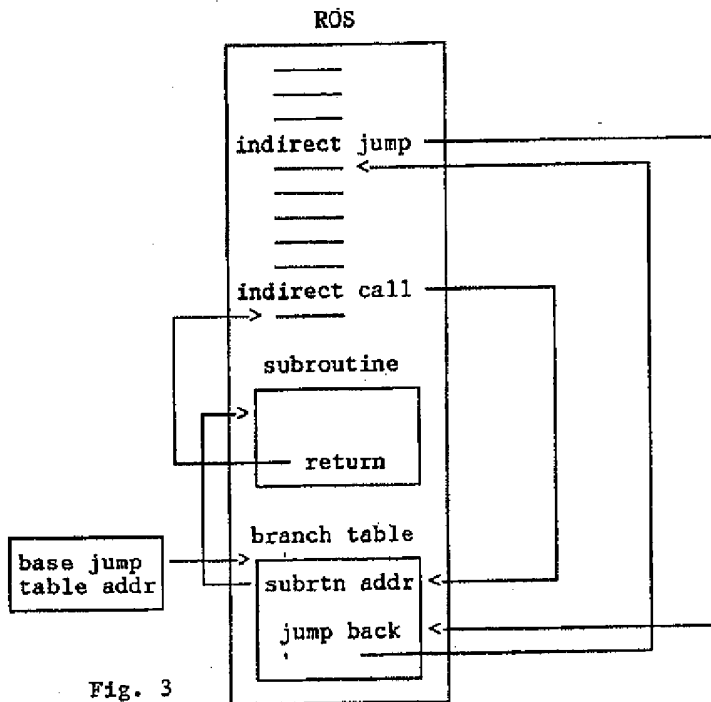 ROS
indirect jump
indirect call
subroutine
return
branch table
base jump
table addr
subrtn addr
jump back
Fig. 3